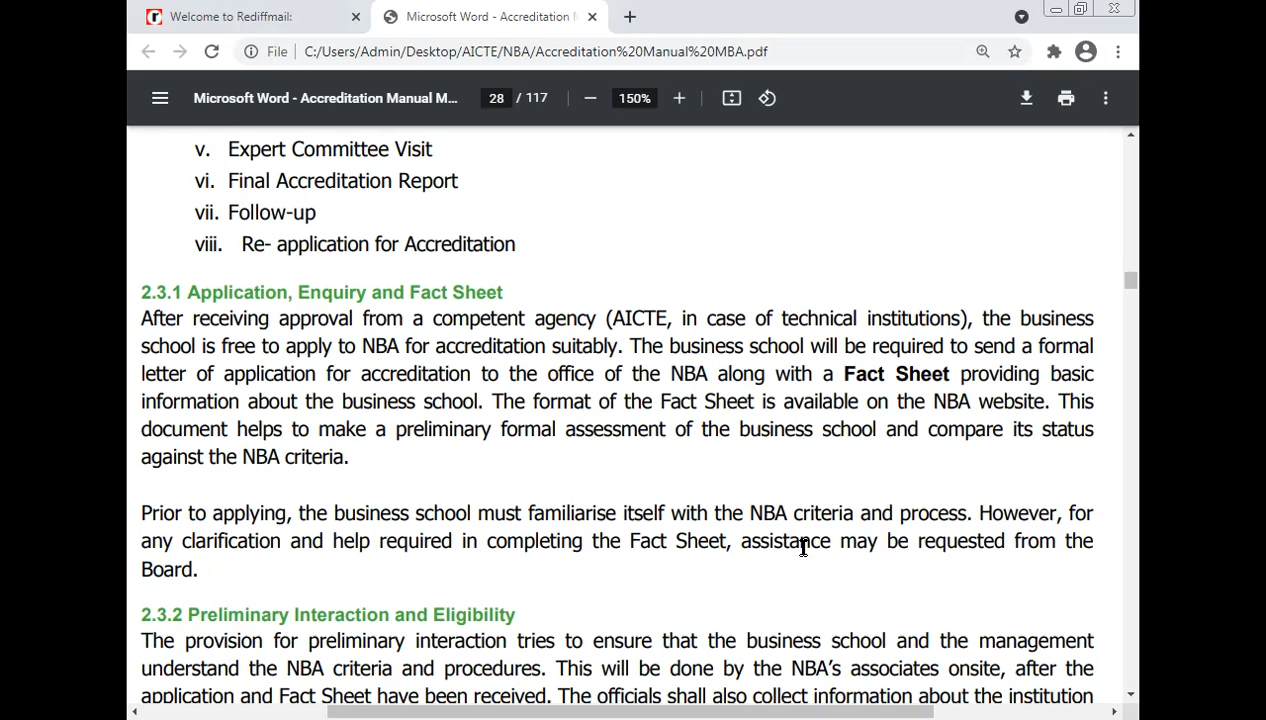 Welcome to Rediffmail:
Microsoft Word - Accreditation M
File
C:/Users/Admin/Desktop/AICTE/NBA/Accreditation%20Manual%20MBA.pdf
Microsoft Word - Accreditation Manual M...
28 / 117
150%
v. Expert Committee Visit
vi. Final Accreditation Report
vii. Follow-up
viii. Re- application for Accreditation
2.3.1 Application, Enquiry and Fact Sheet
After receiving approval from a competent agency (AICTE, in case of technical institutions), the business
school is free to apply to NBA for accreditation suitably. The business school will be required to send a formal
letter of application for accreditation to the office of the NBA along with a Fact Sheet providing basic
information about the business school. The format of the Fact Sheet is available on the NBA website. This
document helps to make a preliminary formal assessment of the business school and compare its status
against the NBA criteria.
Prior to applying, the business school must familiarise itself with the NBA criteria and process. However, for
any clarification and help required in completing the Fact Sheet, assistance may be requested from the
Board.
2.3.2 Preliminary Interaction and Eligibility
The provision for preliminary interaction tries to ensure that the business school and the management
understand the NBA criteria and procedures. This will be done by the NBA's associates onsite, after the
application and Fact Sheet have been received. The officials shall also collect information about the institution